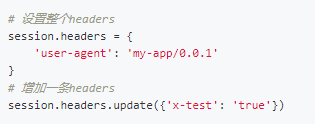 # 设置整个headers
session.headers = {
    'user-agent': 'my-app/0.0.1'
}
# 增加一条headers
session.headers.update({'x-test': 'true'})